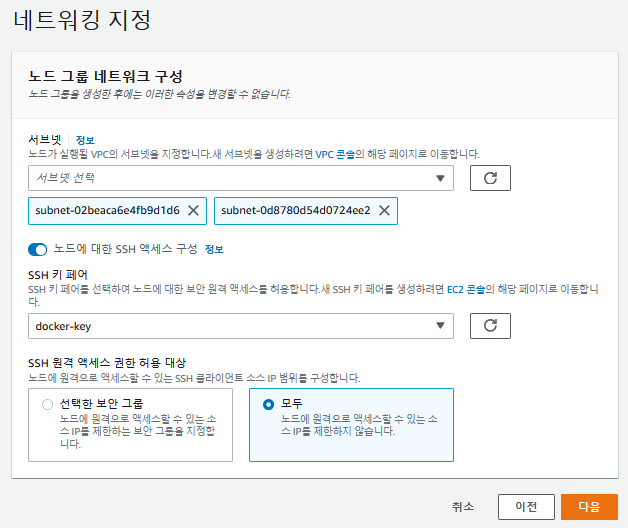 네트워킹 지정
노드 그룹 네트워크 구성
노드 그룹을 생성한 후에는 이러한 속성을 변경할 수 없습니다.
서브넷 정보
노드가 실행될 VPC의 서브넷을 지정합니다.새 서브넷을 생성하려면 VPC 콘솔의 해당 페이지로 이동합니다.
서브넷 선택
subnet-02beaca6e4fb9d1d6 subnet-0d8780d54d0724ee2
노드에 대한 SSH 액세스 구성 정보
SSH 키 페어
SSH 키 페어를 선택하여 노드에 대한 보안 원격 액세스를 허용합니다.새 SSH 키 페어를 생성하려면 EC2 콘솔의 해당 페이지로 이동합니
다.
docker-key
SSH 원격 액세스 권한 허용 대상
노드에 원격으로 액세스할 수 있는 SSH 클라이언트 소스 IP 범위를 구성합니다.
선택한 보안 그룹
노드에 원격으로 액세스할 수 있는 소
스 IP를 제한하는 보안 그룹을 지정합니
다.
모두
노드에 원격으로 액세스할 수 있는 소
스 IP를 제한하지 않습니다.
취소 이전 다음